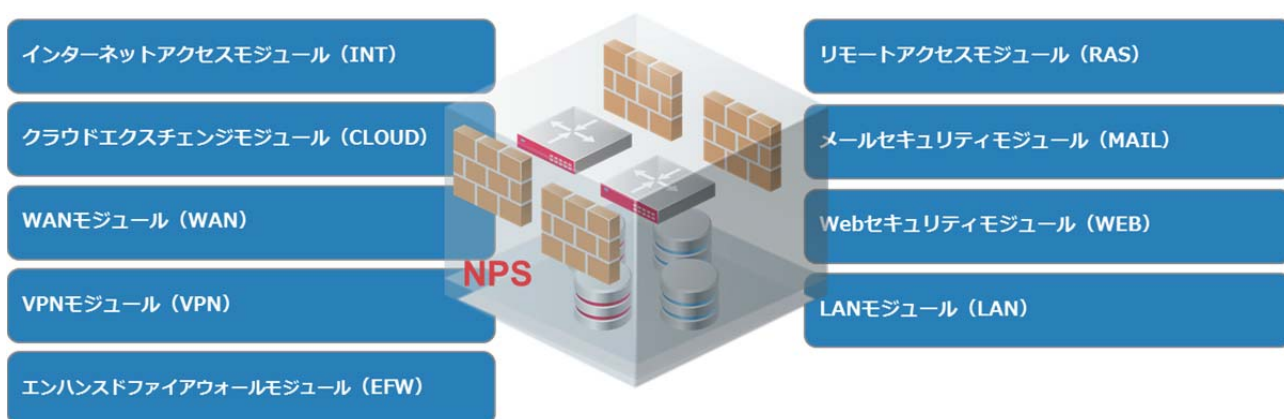 インターネットアクセスモジュール（INT）
クラウドエクスチェンジモジュール（CLOUD）
WANモジュール（WAN）
VPNモジュール（VPN）
エンハンスドファイアウォールモジュール（EFW）
NPS
リモートアクセスモジュール（RAS）
メールセキュリティモジュール（MAIL）
Webセキュリティモジュール（WEB）
LANモジュール（LAN）